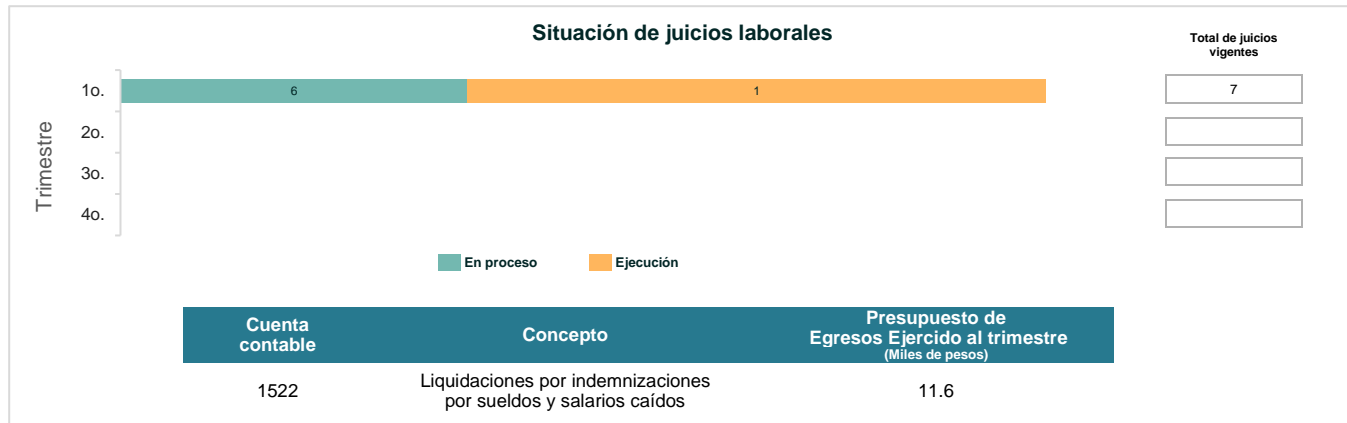 Situación de juicios laborales
Total de juicios
vigentes
Trimestre
1o.
6
1
7
2o.
3o.
4o.
En proceso
Ejecución
Cuenta
contable
Concepto
Presupuesto de
Egresos Ejercido al trimestre
(Miles de pesos)
1522
Liquidaciones por indemnizaciones
por sueldos y salarios caídos
11.6